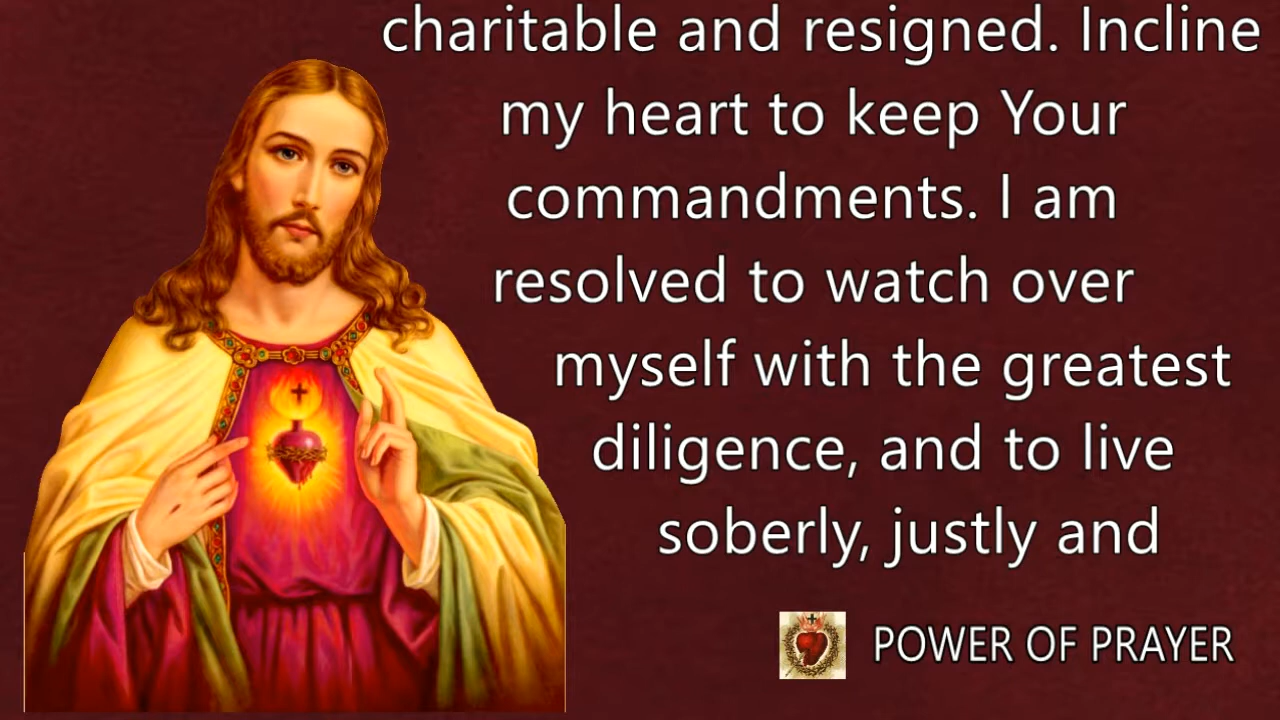 charitable and resigned. Incline
my heart to keep Your
commandments. I am
resolved to watch over
myself with the greatest
diligence, and to live
soberly, justly and
POWER OF PRAYER